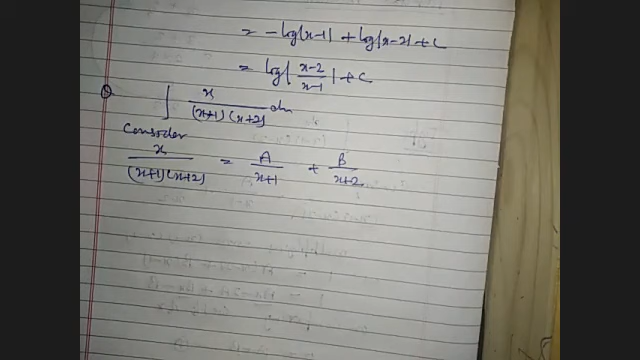 = -log|x-1| + log|x-2| + C
= log|(x-2)/(x-1)| + C
∫ x/((x+1)(x+2)) dx
Consider
x/((x+1)(x+2)) = A/(x+1) + B/(x+2)